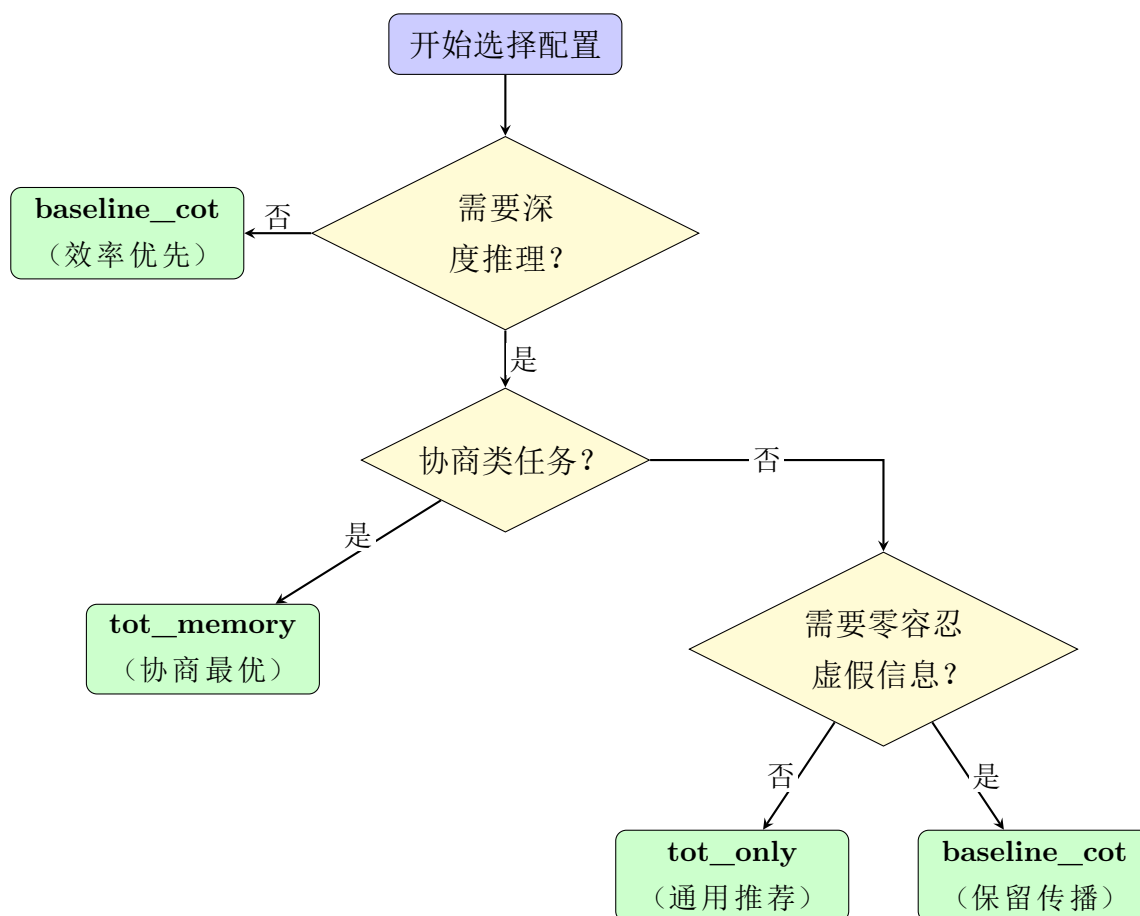 开始选择配置
需要深
度推理？
否
baseline_cot
（效率优先）
是
协商类任务？
否
是
tot_memory
（协商最优）
需要零容忍
虚假信息？
否
是
tot_only
（通用推荐）
baseline_cot
（保留传播）